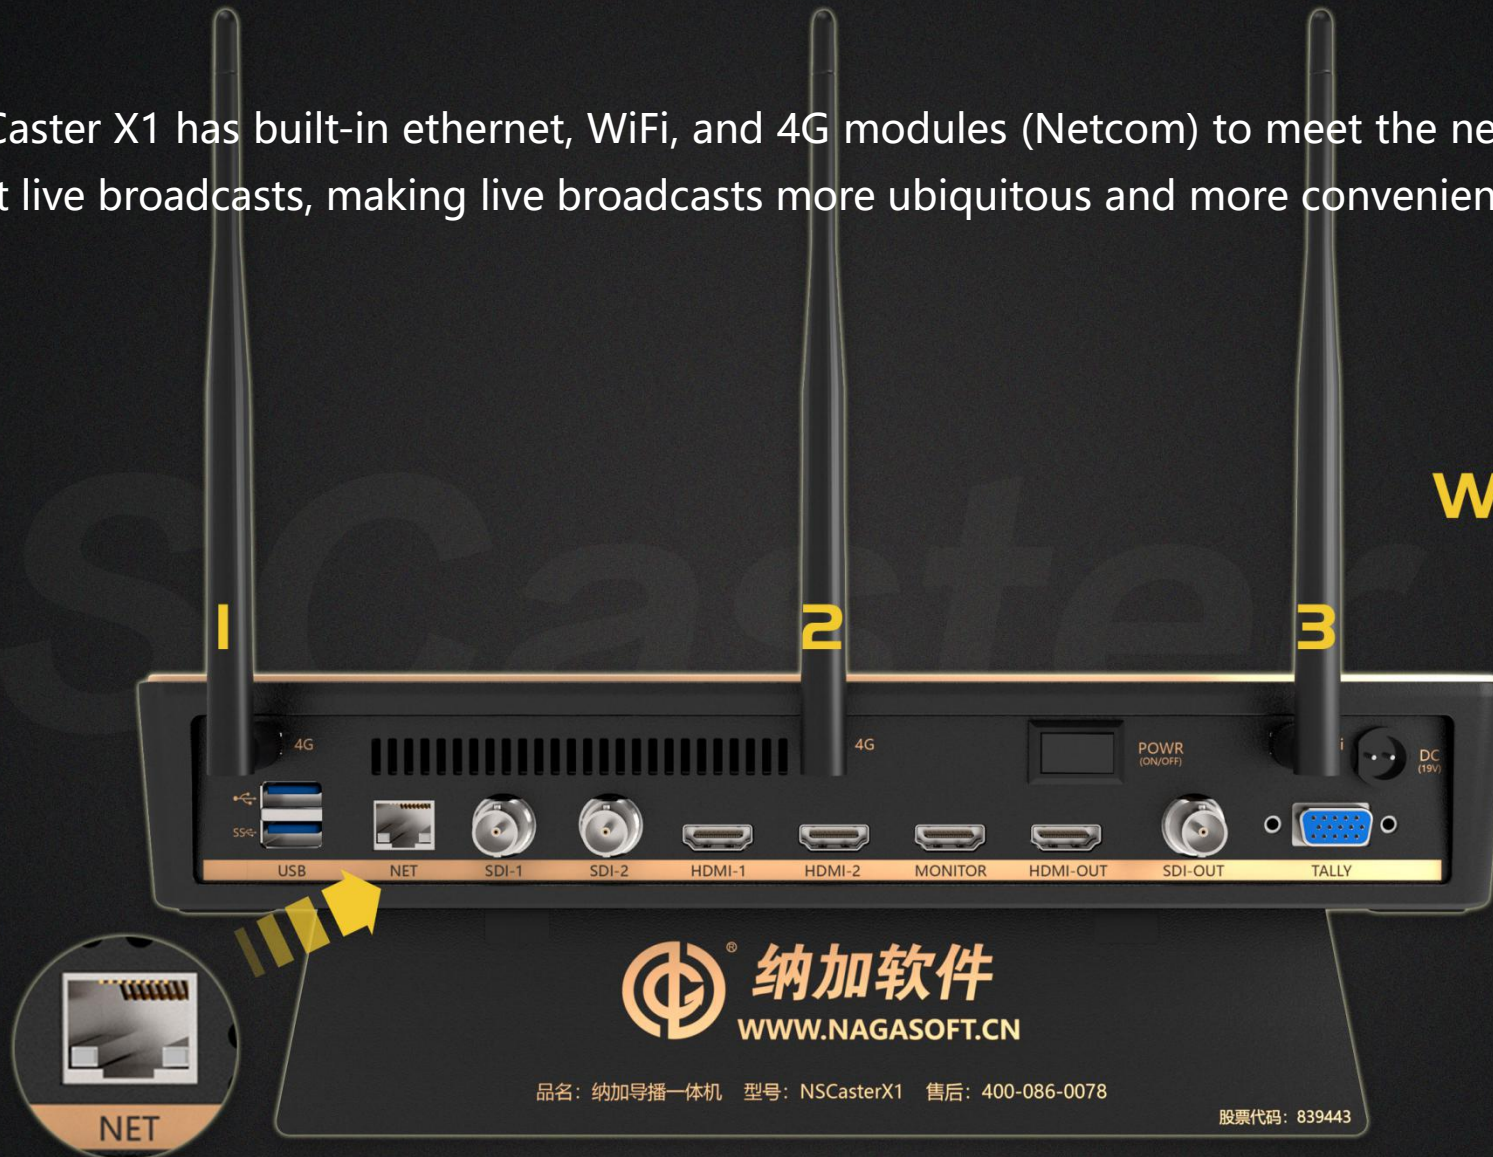 Caster X1 has built-in ethernet, WiFi, and 4G modules (Netcom) to meet the ne
t live broadcasts, making live broadcasts more ubiquitous and more convenien
SCaster
W
1 2 3
4G 4G POWR (ON/OFF) i DC (19V)
SS
USB NET SDI-1 SDI-2 HDMI-1 HDMI-2 MONITOR HDMI-OUT SDI-OUT TALLY
® 纳加软件
WWW.NAGASOFT.CN
品名：纳加导播一体机 型号：NSCasterX1 售后：400-086-0078
股票代码：839443
NET